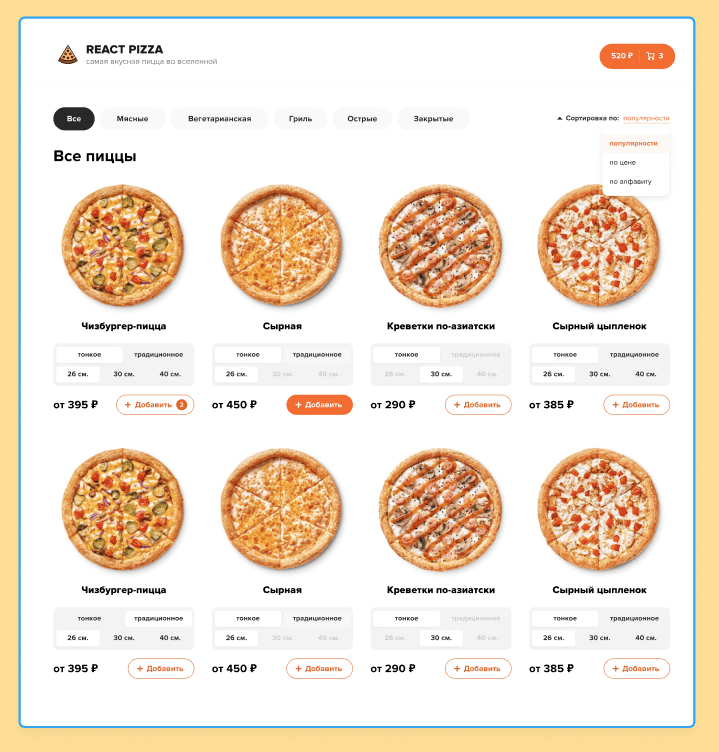 REACT PIZZA
самая вкусная пицца во вселенной
520 ₽ 3
Все Мясные Вегетарианская Гриль Острые Закрытые Сортировка по: популярности
популярности
по цене
по алфавиту
Все пиццы
Чизбургер-пицца Сырная Креветки по-азиатски Сырный цыпленок
тонкое традиционное тонкое традиционное тонкое традиционное тонкое традиционное
26 см. 30 см. 40 см. 26 см. 30 см. 40 см. 26 см. 30 см. 40 см. 26 см. 30 см. 40 см.
от 395 ₽ + Добавить 2 от 450 ₽ + Добавить от 290 ₽ + Добавить от 385 ₽ + Добавить
Чизбургер-пицца Сырная Креветки по-азиатски Сырный цыпленок
тонкое традиционное тонкое традиционное тонкое традиционное тонкое традиционное
26 см. 30 см. 40 см. 26 см. 30 см. 40 см. 26 см. 30 см. 40 см. 26 см. 30 см. 40 см.
от 395 ₽ + Добавить от 450 ₽ + Добавить от 290 ₽ + Добавить от 385 ₽ + Добавить